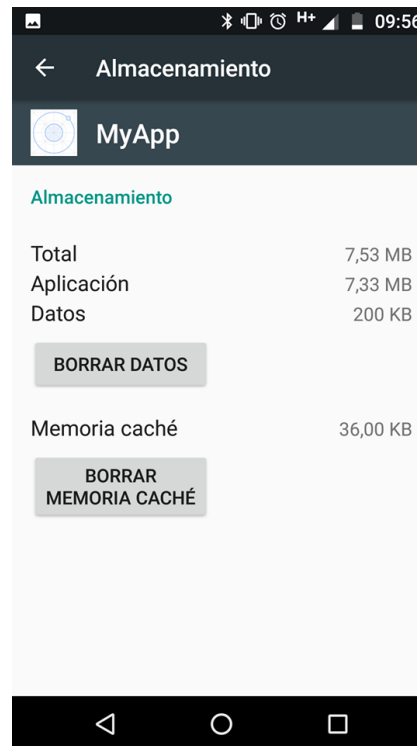 H+ 09:56
Almacenamiento
MyApp
Almacenamiento
Total 7,53 MB
Aplicación 7,33 MB
Datos 200 KB
BORRAR DATOS
Memoria caché 36,00 KB
BORRAR
MEMORIA CACHÉ